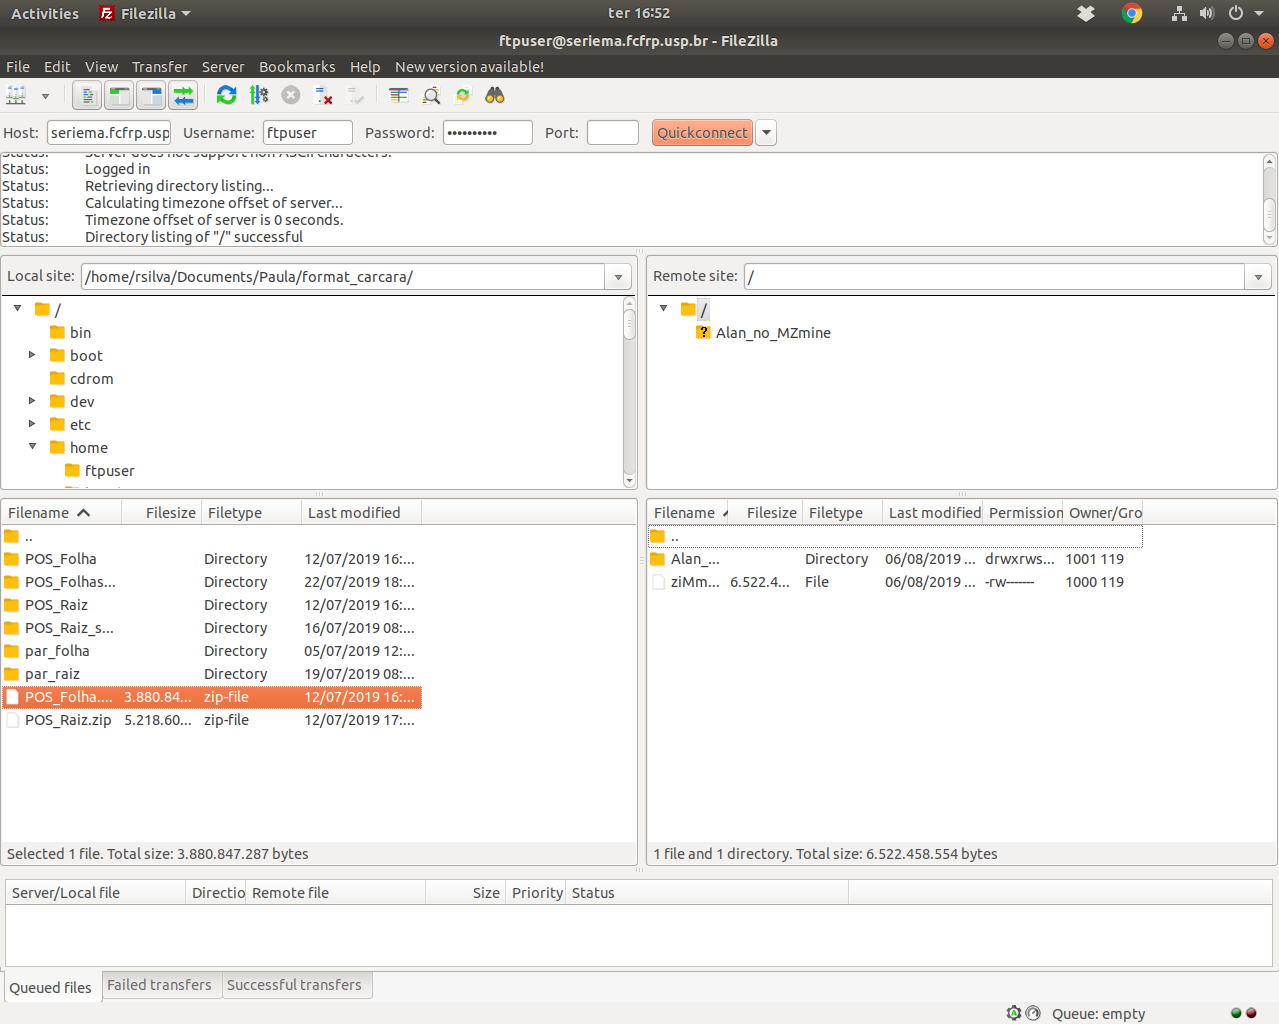 Activities Filezilla ter 16:52
ftpuser@seriema.fcfrp.usp.br - FileZilla
File Edit View Transfer Server Bookmarks Help New version available!
Host: seriema.fcfrp.usp Username: ftpuser Password: •••••••••• Port: Quickconnect
Status: Server does not support non-ASCII characters.
Status: Logged in
Status: Retrieving directory listing...
Status: Calculating timezone offset of server...
Status: Timezone offset of server is 0 seconds.
Status: Directory listing of "/" successful
Local site: /home/rsilva/Documents/Paula/format_carcara/
/
bin
boot
cdrom
dev
etc
home
ftpuser
Remote site: /
/
Alan_no_MZmine
Filename Filesize Filetype Last modified
..
POS_Folha Directory 12/07/2019 16:...
POS_Folhas... Directory 22/07/2019 18:...
POS_Raiz Directory 12/07/2019 16:...
POS_Raiz_s... Directory 16/07/2019 08:...
par_folha Directory 05/07/2019 12:...
par_raiz Directory 19/07/2019 08:...
POS_Folha.... 3.880.84... zip-file 12/07/2019 16:...
POS_Raiz.zip 5.218.60... zip-file 12/07/2019 17:...
Selected 1 file. Total size: 3.880.847.287 bytes
Filename Filesize Filetype Last modified Permission Owner/Gro
..
Alan_... Directory 06/08/2019 ... drwxrws... 1001 119
ziMm... 6.522.4... File 06/08/2019 ... -rw------- 1000 119
1 file and 1 directory. Total size: 6.522.458.554 bytes
Server/Local file Directio Remote file Size Priority Status
Queued files Failed transfers Successful transfers
Queue: empty